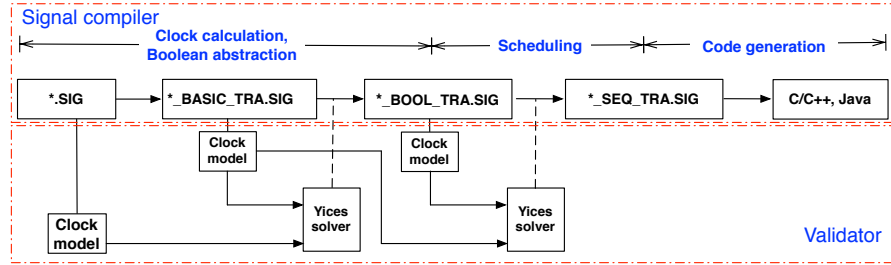 Signal compiler
Clock calculation,
Boolean abstraction
Scheduling
Code generation
*.SIG
*_BASIC_TRA.SIG
*_BOOL_TRA.SIG
*_SEQ_TRA.SIG
C/C++, Java
Clock
model
Clock
model
Yices
solver
Yices
solver
Clock
model
Validator